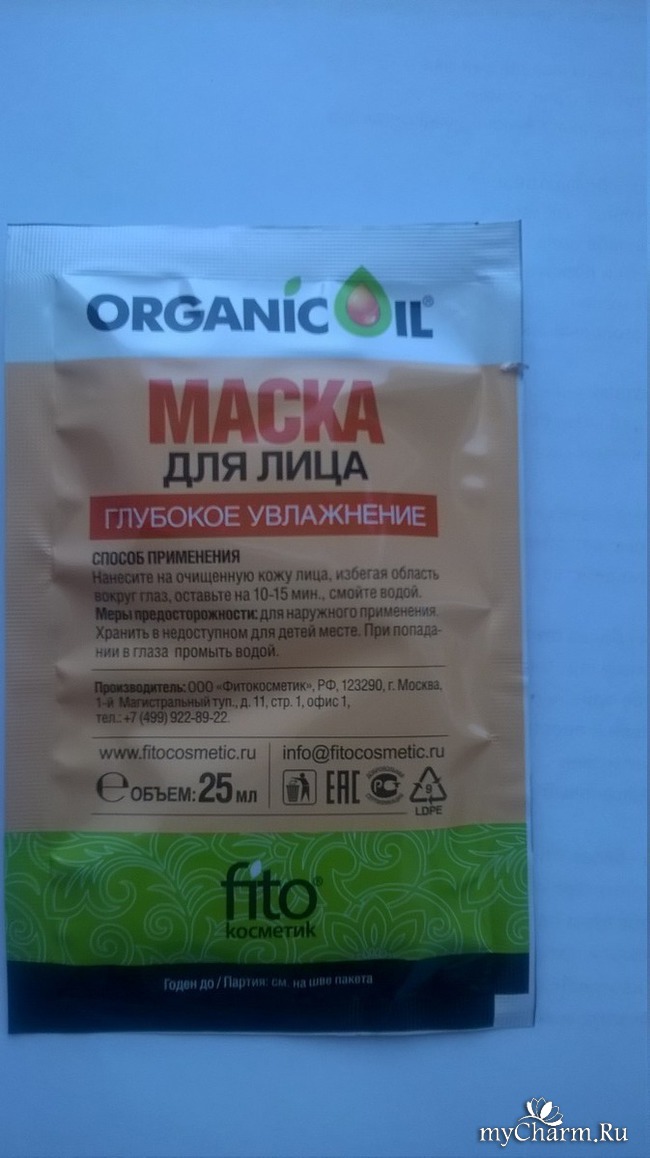 ORGANIC OIL®
МАСКА
ДЛЯ ЛИЦА
ГЛУБОКОЕ УВЛАЖНЕНИЕ
СПОСОБ ПРИМЕНЕНИЯ
Нанесите на очищенную кожу лица, избегая область
вокруг глаз, оставьте на 10-15 мин., смойте водой.
Меры предосторожности: для наружного применения.
Хранить в недоступном для детей месте. При попада-
нии в глаза промыть водой.
Производитель: ООО «Фитокосметик», РФ, 123290, г. Москва,
1-й Магистральный туп., д. 11, стр. 1, офис 1,
тел.: +7 (499) 922-89-22.
www.fitocosmetic.ru info@fitocosmetic.ru
℮ ОБЪЕМ: 25 мл EAC РС 9
LDPE
fito®
косметик
Годен до / Партия: см. на шве пакета
myCharm.Ru